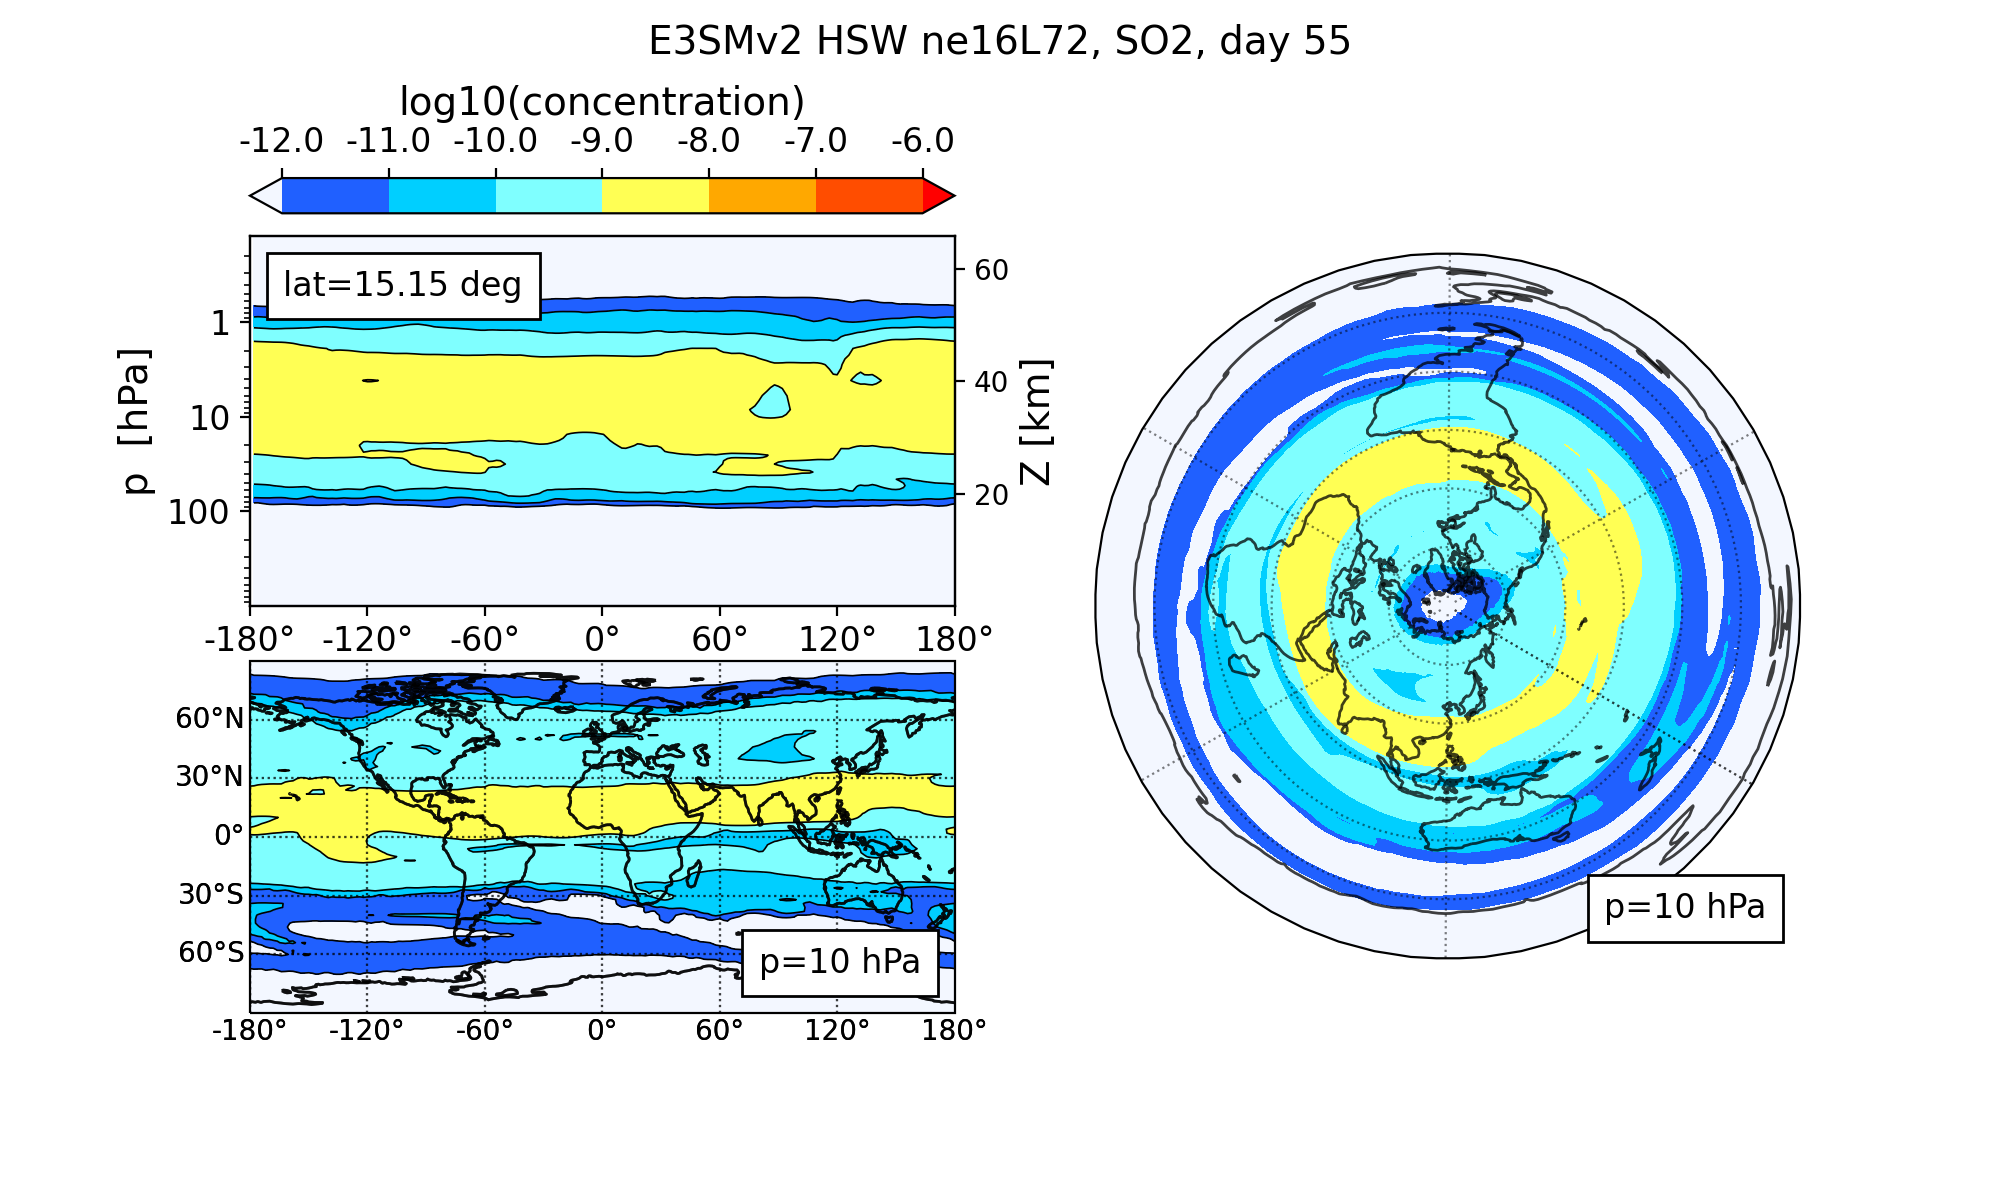 E3SMv2 HSW ne16L72, SO2, day 55
log10(concentration)
-12.0 -11.0 -10.0 -9.0 -8.0 -7.0 -6.0
lat=15.15 deg
p [hPa]
1
10
100
Z [km]
60
40
20
-180° -120° -60° 0° 60° 120° 180°
60°N
30°N
0°
30°S
60°S
p=10 hPa
-180° -120° -60° 0° 60° 120° 180°
p=10 hPa